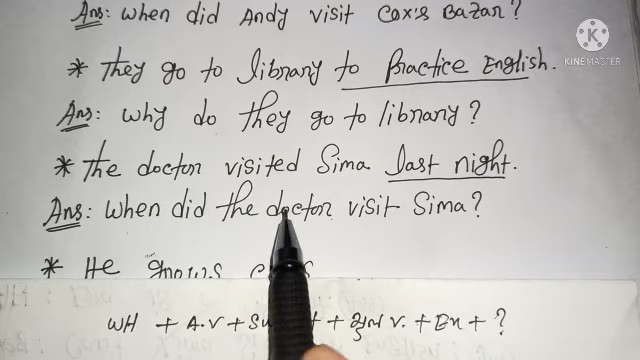 Ans: When did Andy visit Cox's Bazar?
* They go to library to Practice English.
Ans: Why do they go to library?
* The doctor visited Sima last night.
Ans: When did the doctor visit Sima?
* He
WH + A.V + + মূল V. + Ex + ?
KINEMASTER